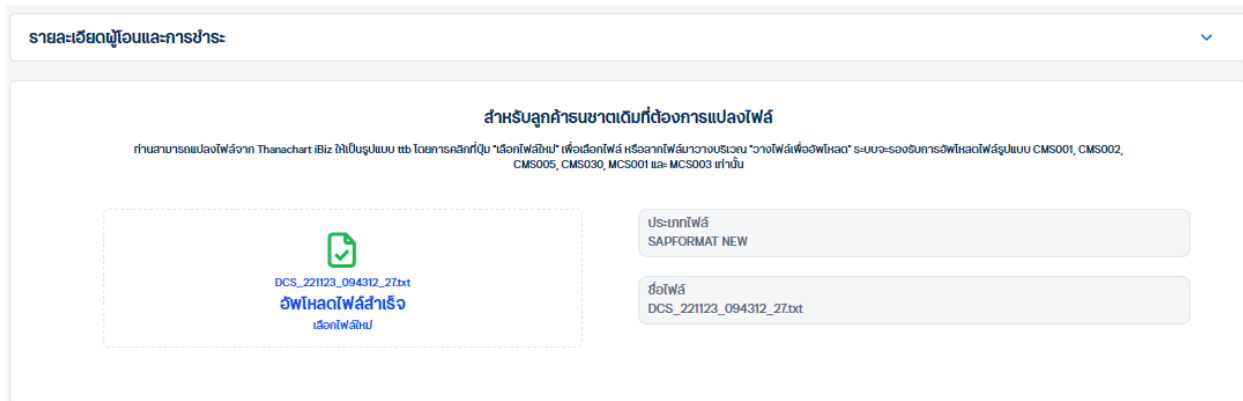 รายละเอียดผู้โอนและการชำระ
สำหรับลูกค้าธนชาตเดิมที่ต้องการแปลงไฟล์
ท่านสามารถแปลงไฟล์จาก Thanachart iBiz ให้เป็นรูปแบบ ttb โดยการคลิกที่ปุ่ม "เลือกไฟล์ใหม่" เพื่อเลือกไฟล์ หรือลากไฟล์มาวางบริเวณ "วางไฟล์เพื่ออัพโหลด" ระบบจะรองรับการอัพโหลดไฟล์รูปแบบ CMS001, CMS002,
CMS005, CMS030, MCS001 และ MCS003 เท่านั้น
DCS_221123_094312_27.txt
อัพโหลดไฟล์สำเร็จ
เลือกไฟล์ใหม่
ประเภทไฟล์
SAPFORMAT NEW
ชื่อไฟล์
DCS_221123_094312_27.txt